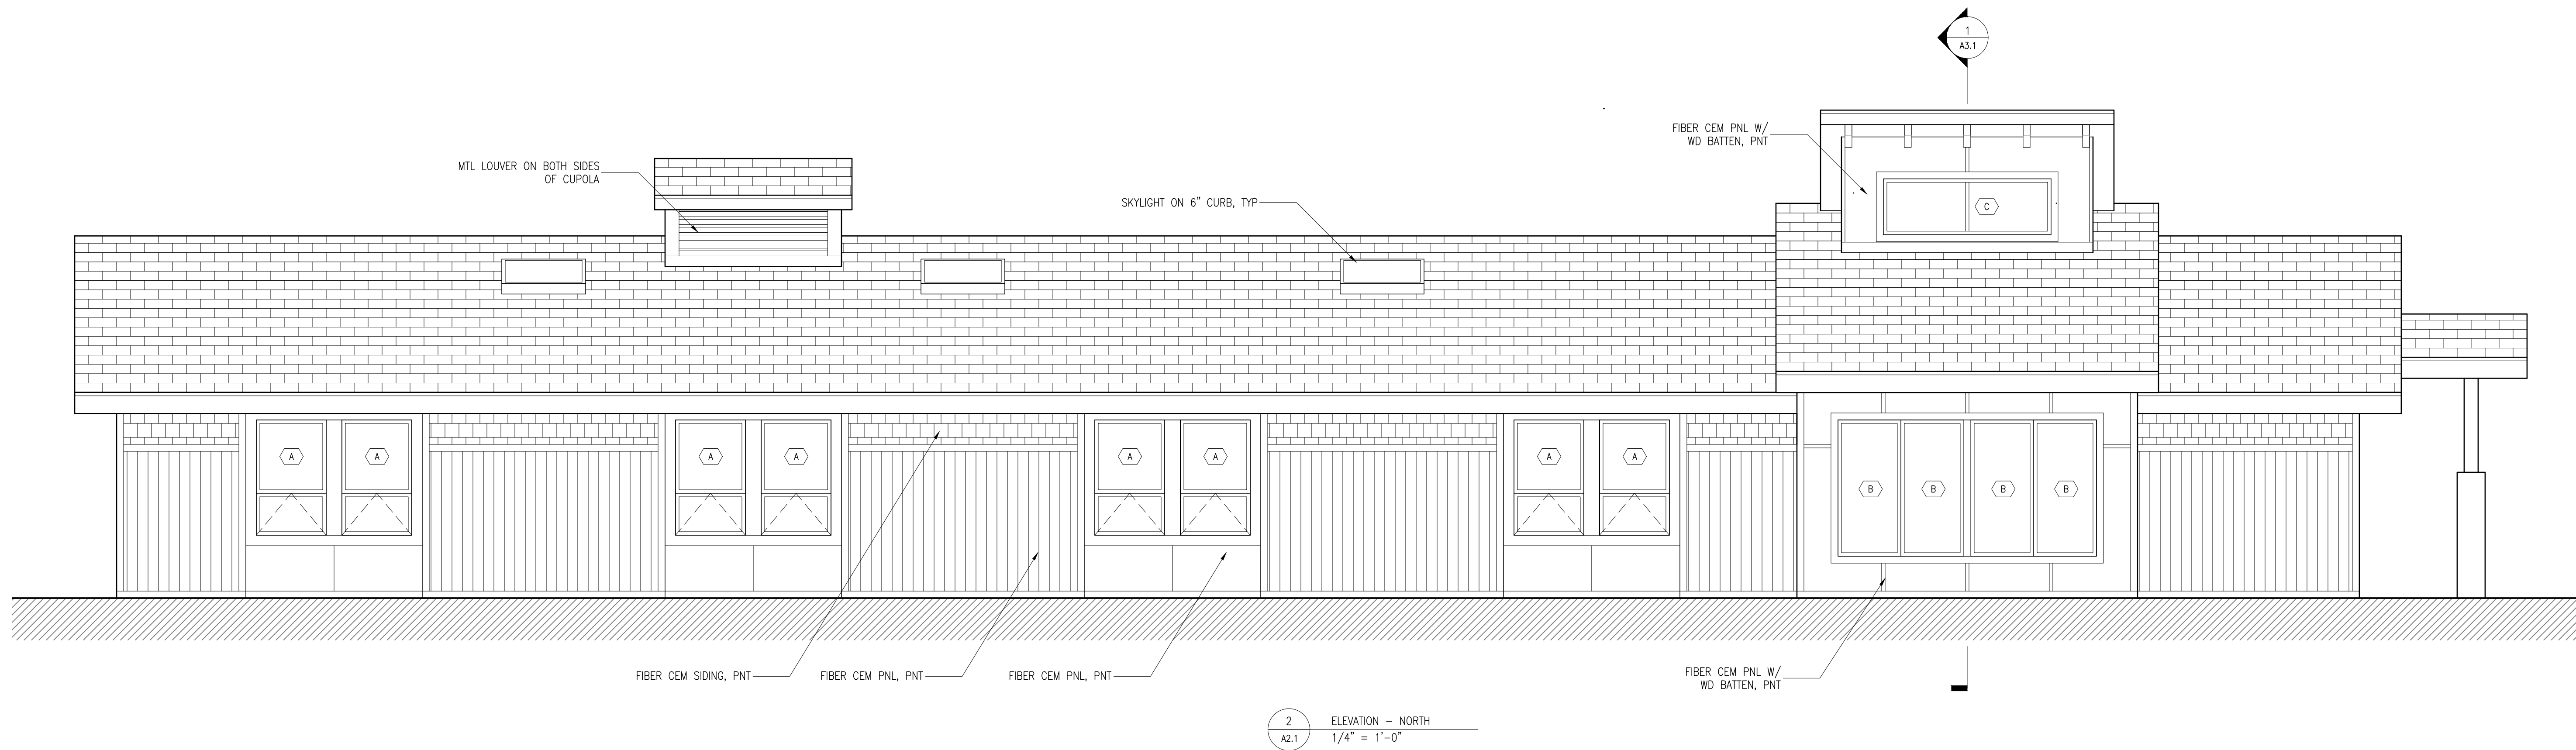 1
A3.1
FIBER CEM PNL W/
WD BATTEN, PNT
MTL LOUVER ON BOTH SIDES
OF CUPOLA
SKYLIGHT ON 6" CURB, TYP
C
A
A
A
A
A
A
A
A
B
B
B
B
FIBER CEM SIDING, PNT
FIBER CEM PNL, PNT
FIBER CEM PNL, PNT
FIBER CEM PNL W/
WD BATTEN, PNT
2
A2.1
ELEVATION - NORTH
1/4" = 1'-0"